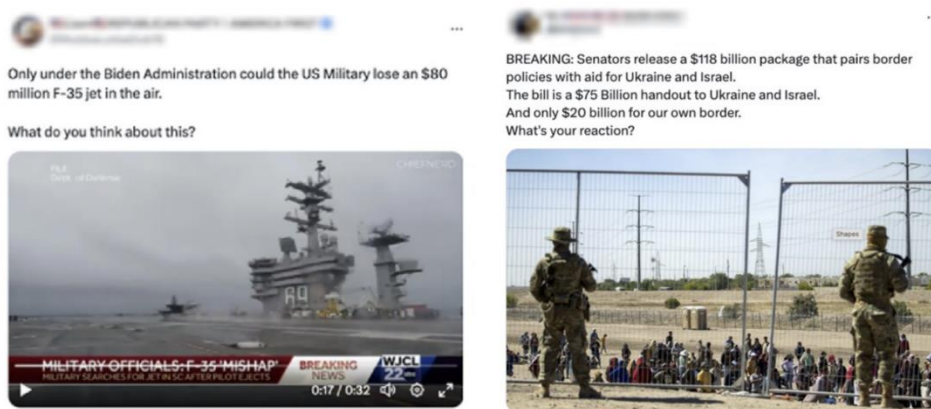 Only under the Biden Administration could the US Military lose an $80
million F-35 jet in the air.
What do you think about this?
FILE
Dept. of Defense
CHIEFNERD
69
MILITARY OFFICIALS: F-35 'MISHAP'
MILITARY SEARCHES FOR JET IN SC AFTER PILOT EJECTS
BREAKING
NEWS
WJCL
22
0:17 / 0:32
BREAKING: Senators release a $118 billion package that pairs border
policies with aid for Ukraine and Israel.
The bill is a $75 Billion handout to Ukraine and Israel.
And only $20 billion for our own border.
What's your reaction?
Shapes